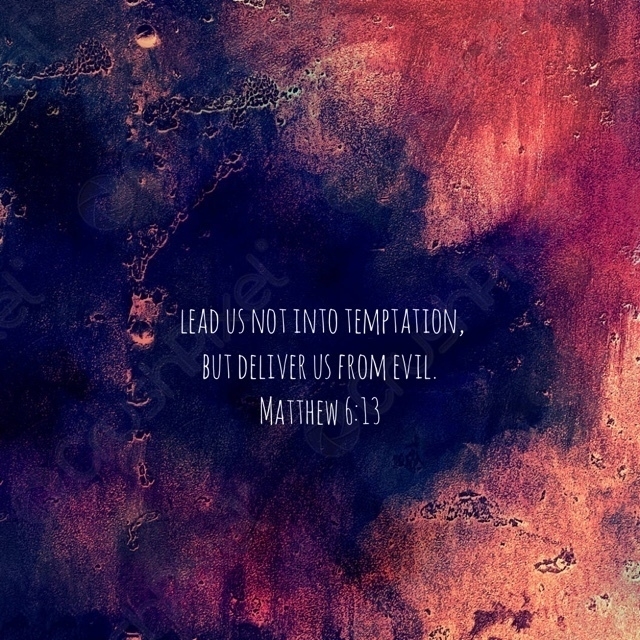 LEAD US NOT INTO TEMPTATION,
BUT DELIVER US FROM EVIL.
MATTHEW 6:13